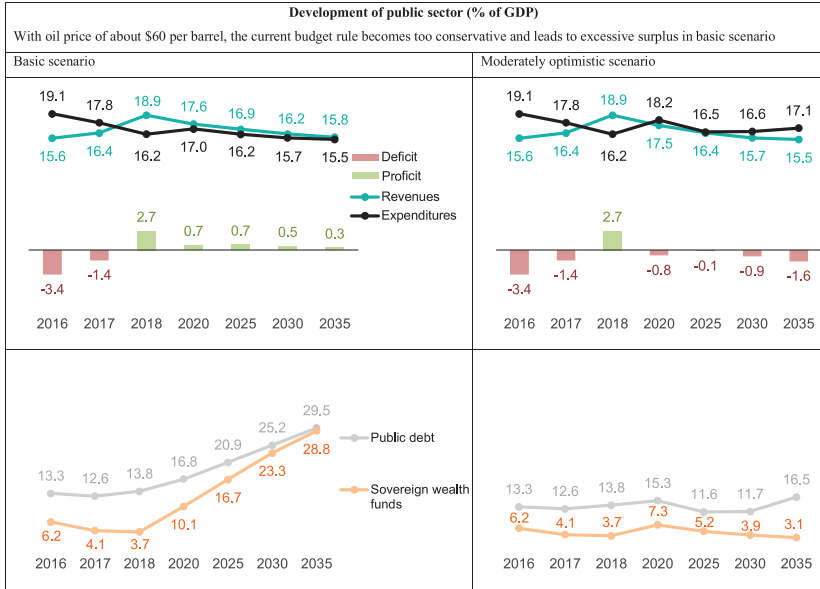 Development of public sector (% of GDP)
With oil price of about $60 per barrel, the current budget rule becomes too conservative and leads to excessive surplus in basic scenario
Basic scenario
19.1 17.8 18.9 17.6 16.9 16.2 15.8
15.6 16.4 16.2 17.0 16.2 15.7 15.5
Deficit
Proficit
Revenues
Expenditures
2.7 0.7 0.7 0.5 0.3
-3.4 -1.4
2016 2017 2018 2020 2025 2030 2035
Moderately optimistic scenario
19.1 17.8 18.9 18.2 16.5 16.6 17.1
15.6 16.4 16.2 17.5 16.4 15.7 15.5
2.7
-3.4 -1.4 -0.8 -0.1 -0.9 -1.6
2016 2017 2018 2020 2025 2030 2035
13.3 12.6 13.8 16.8 20.9 25.2 29.5
6.2 4.1 3.7 10.1 16.7 23.3 28.8
Public debt
Sovereign wealth
funds
2016 2017 2018 2020 2025 2030 2035
13.3 12.6 13.8 15.3 11.6 11.7 16.5
6.2 4.1 3.7 7.3 5.2 3.9 3.1
2016 2017 2018 2020 2025 2030 2035